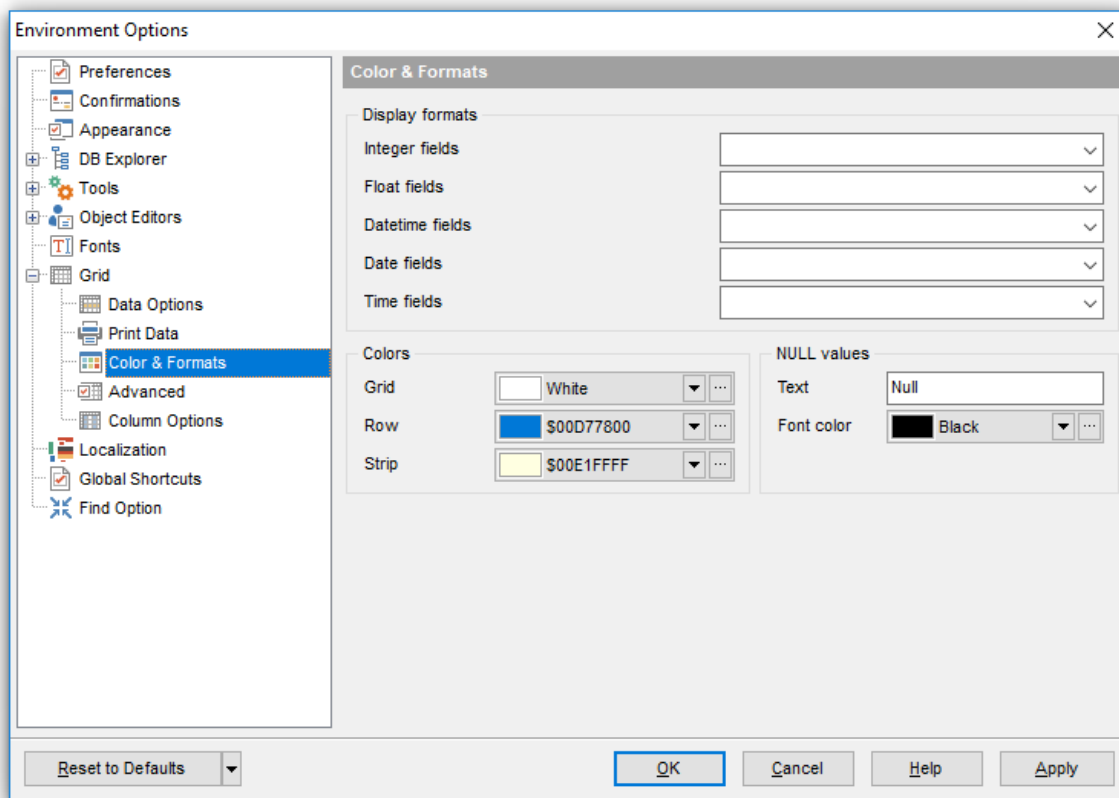 Environment Options
Preferences
Confirmations
Appearance
DB Explorer
Tools
Object Editors
Fonts
Grid
Data Options
Print Data
Color & Formats
Advanced
Column Options
Localization
Global Shortcuts
Find Option
Color & Formats
Display formats
Integer fields
Float fields
Datetime fields
Date fields
Time fields
Colors
Grid White
Row $00D77800
Strip $00E1FFFF
NULL values
Text Null
Font color Black
Reset to Defaults OK Cancel Help Apply